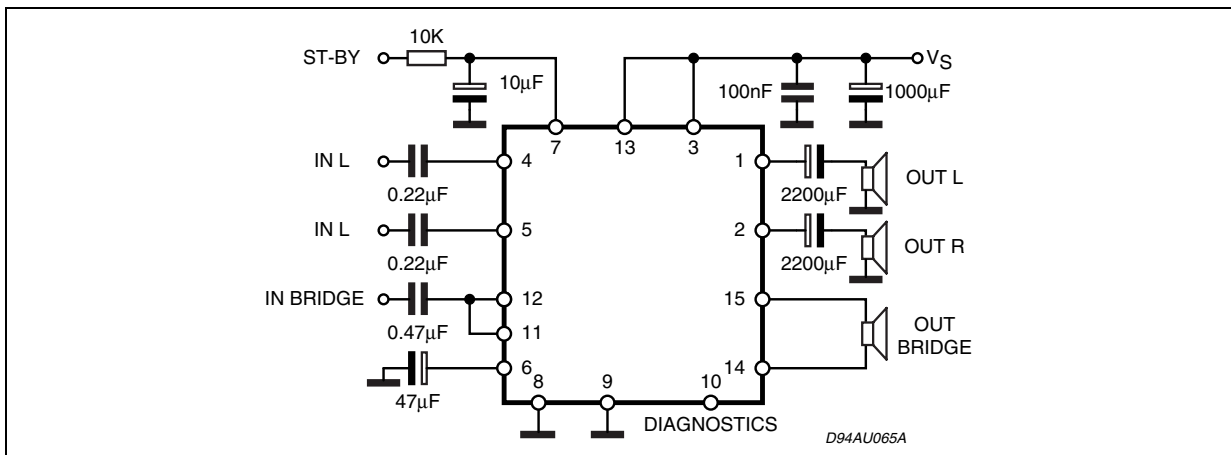 10K
ST-BY
10µF
VS
100nF
1000µF
7
13
3
IN L
4
1
0.22µF
2200µF
OUT L
IN L
5
2
0.22µF
2200µF
OUT R
IN BRIDGE
12
15
0.47µF
11
OUT
BRIDGE
6
14
47µF
8
9
10
DIAGNOSTICS
D94AU065A